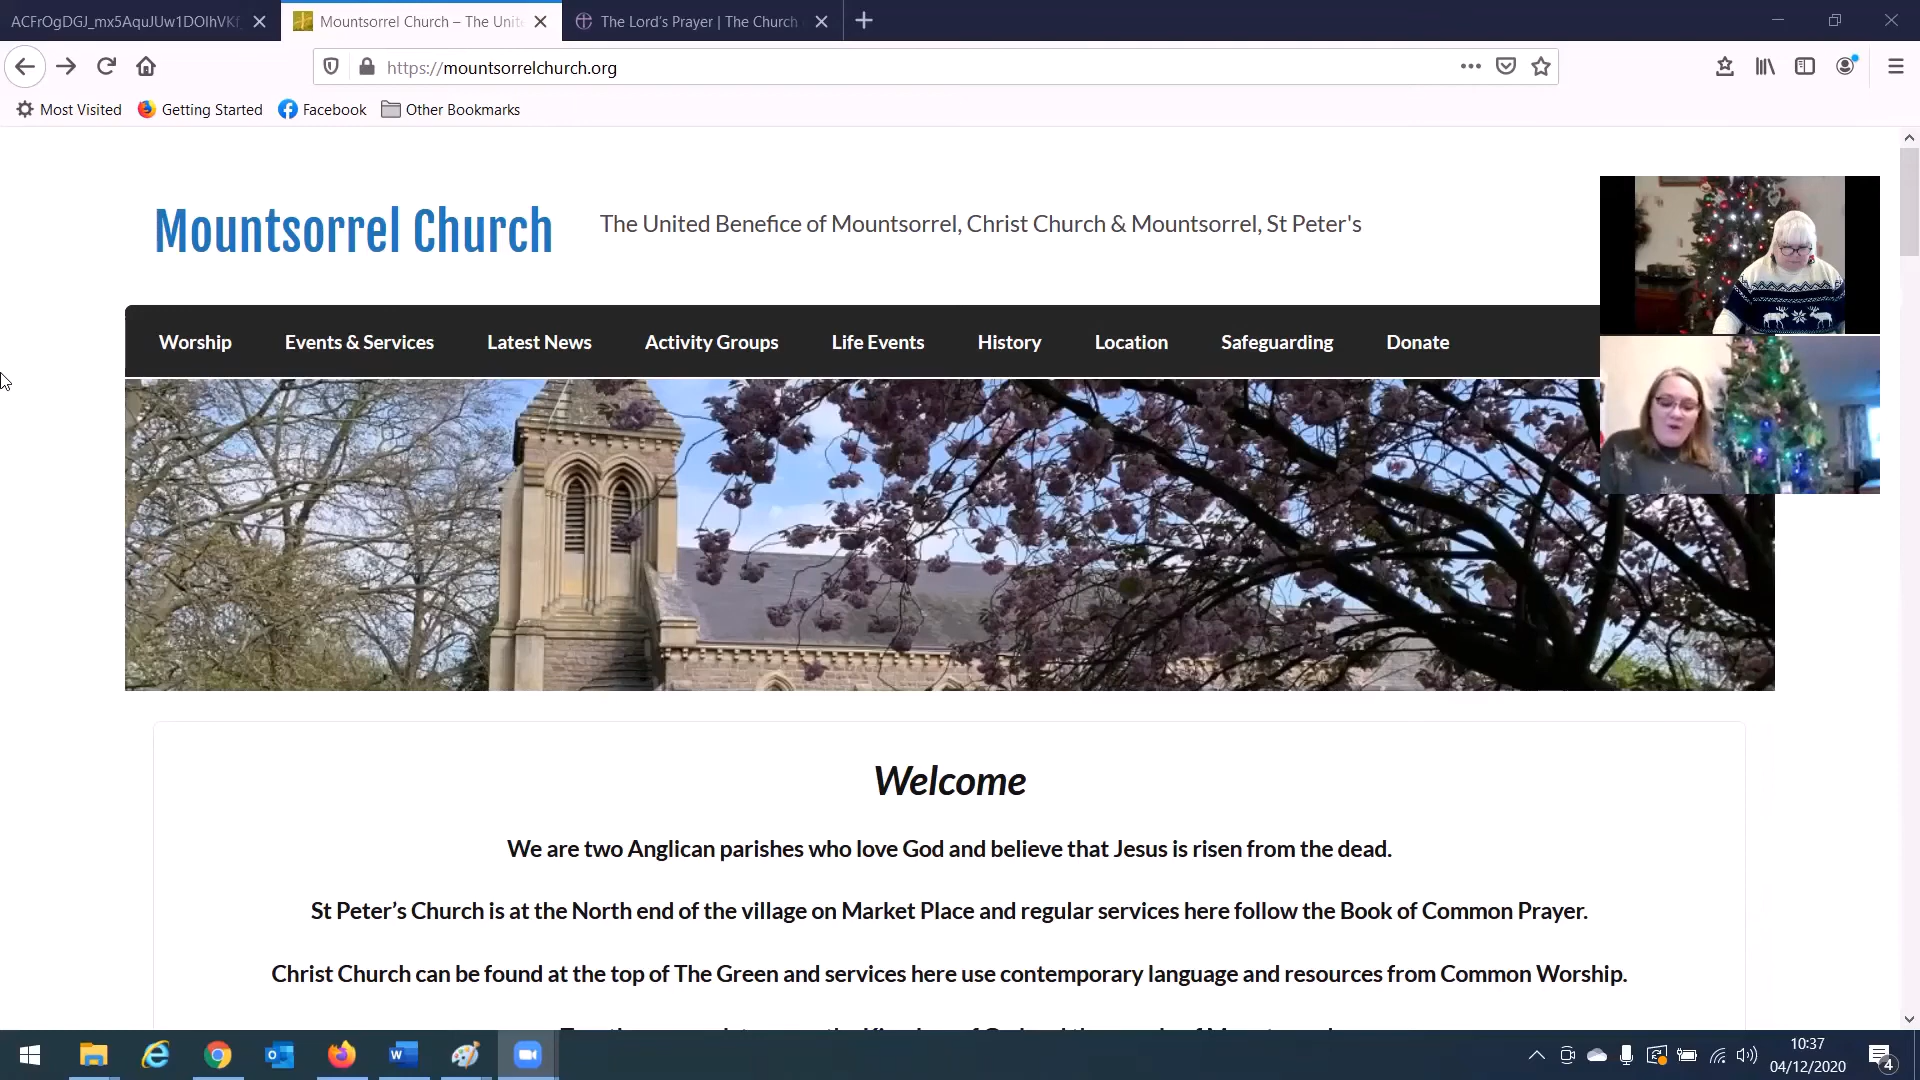 ACFrOgDGJ_mx5AquJUw1DOIhVKf
Mountsorrel Church – The Unit
The Lord's Prayer | The Church
https://mountsorrelchurch.org
Most Visited
Getting Started
Facebook
Other Bookmarks
Mountsorrel Church
The United Benefice of Mountsorrel, Christ Church & Mountsorrel, St Peter's
Worship
Events & Services
Latest News
Activity Groups
Life Events
History
Location
Safeguarding
Donate
Welcome
We are two Anglican parishes who love God and believe that Jesus is risen from the dead.
St Peter’s Church is at the North end of the village on Market Place and regular services here follow the Book of Common Prayer.
Christ Church can be found at the top of The Green and services here use contemporary language and resources from Common Worship.
10:37
04/12/2020
4